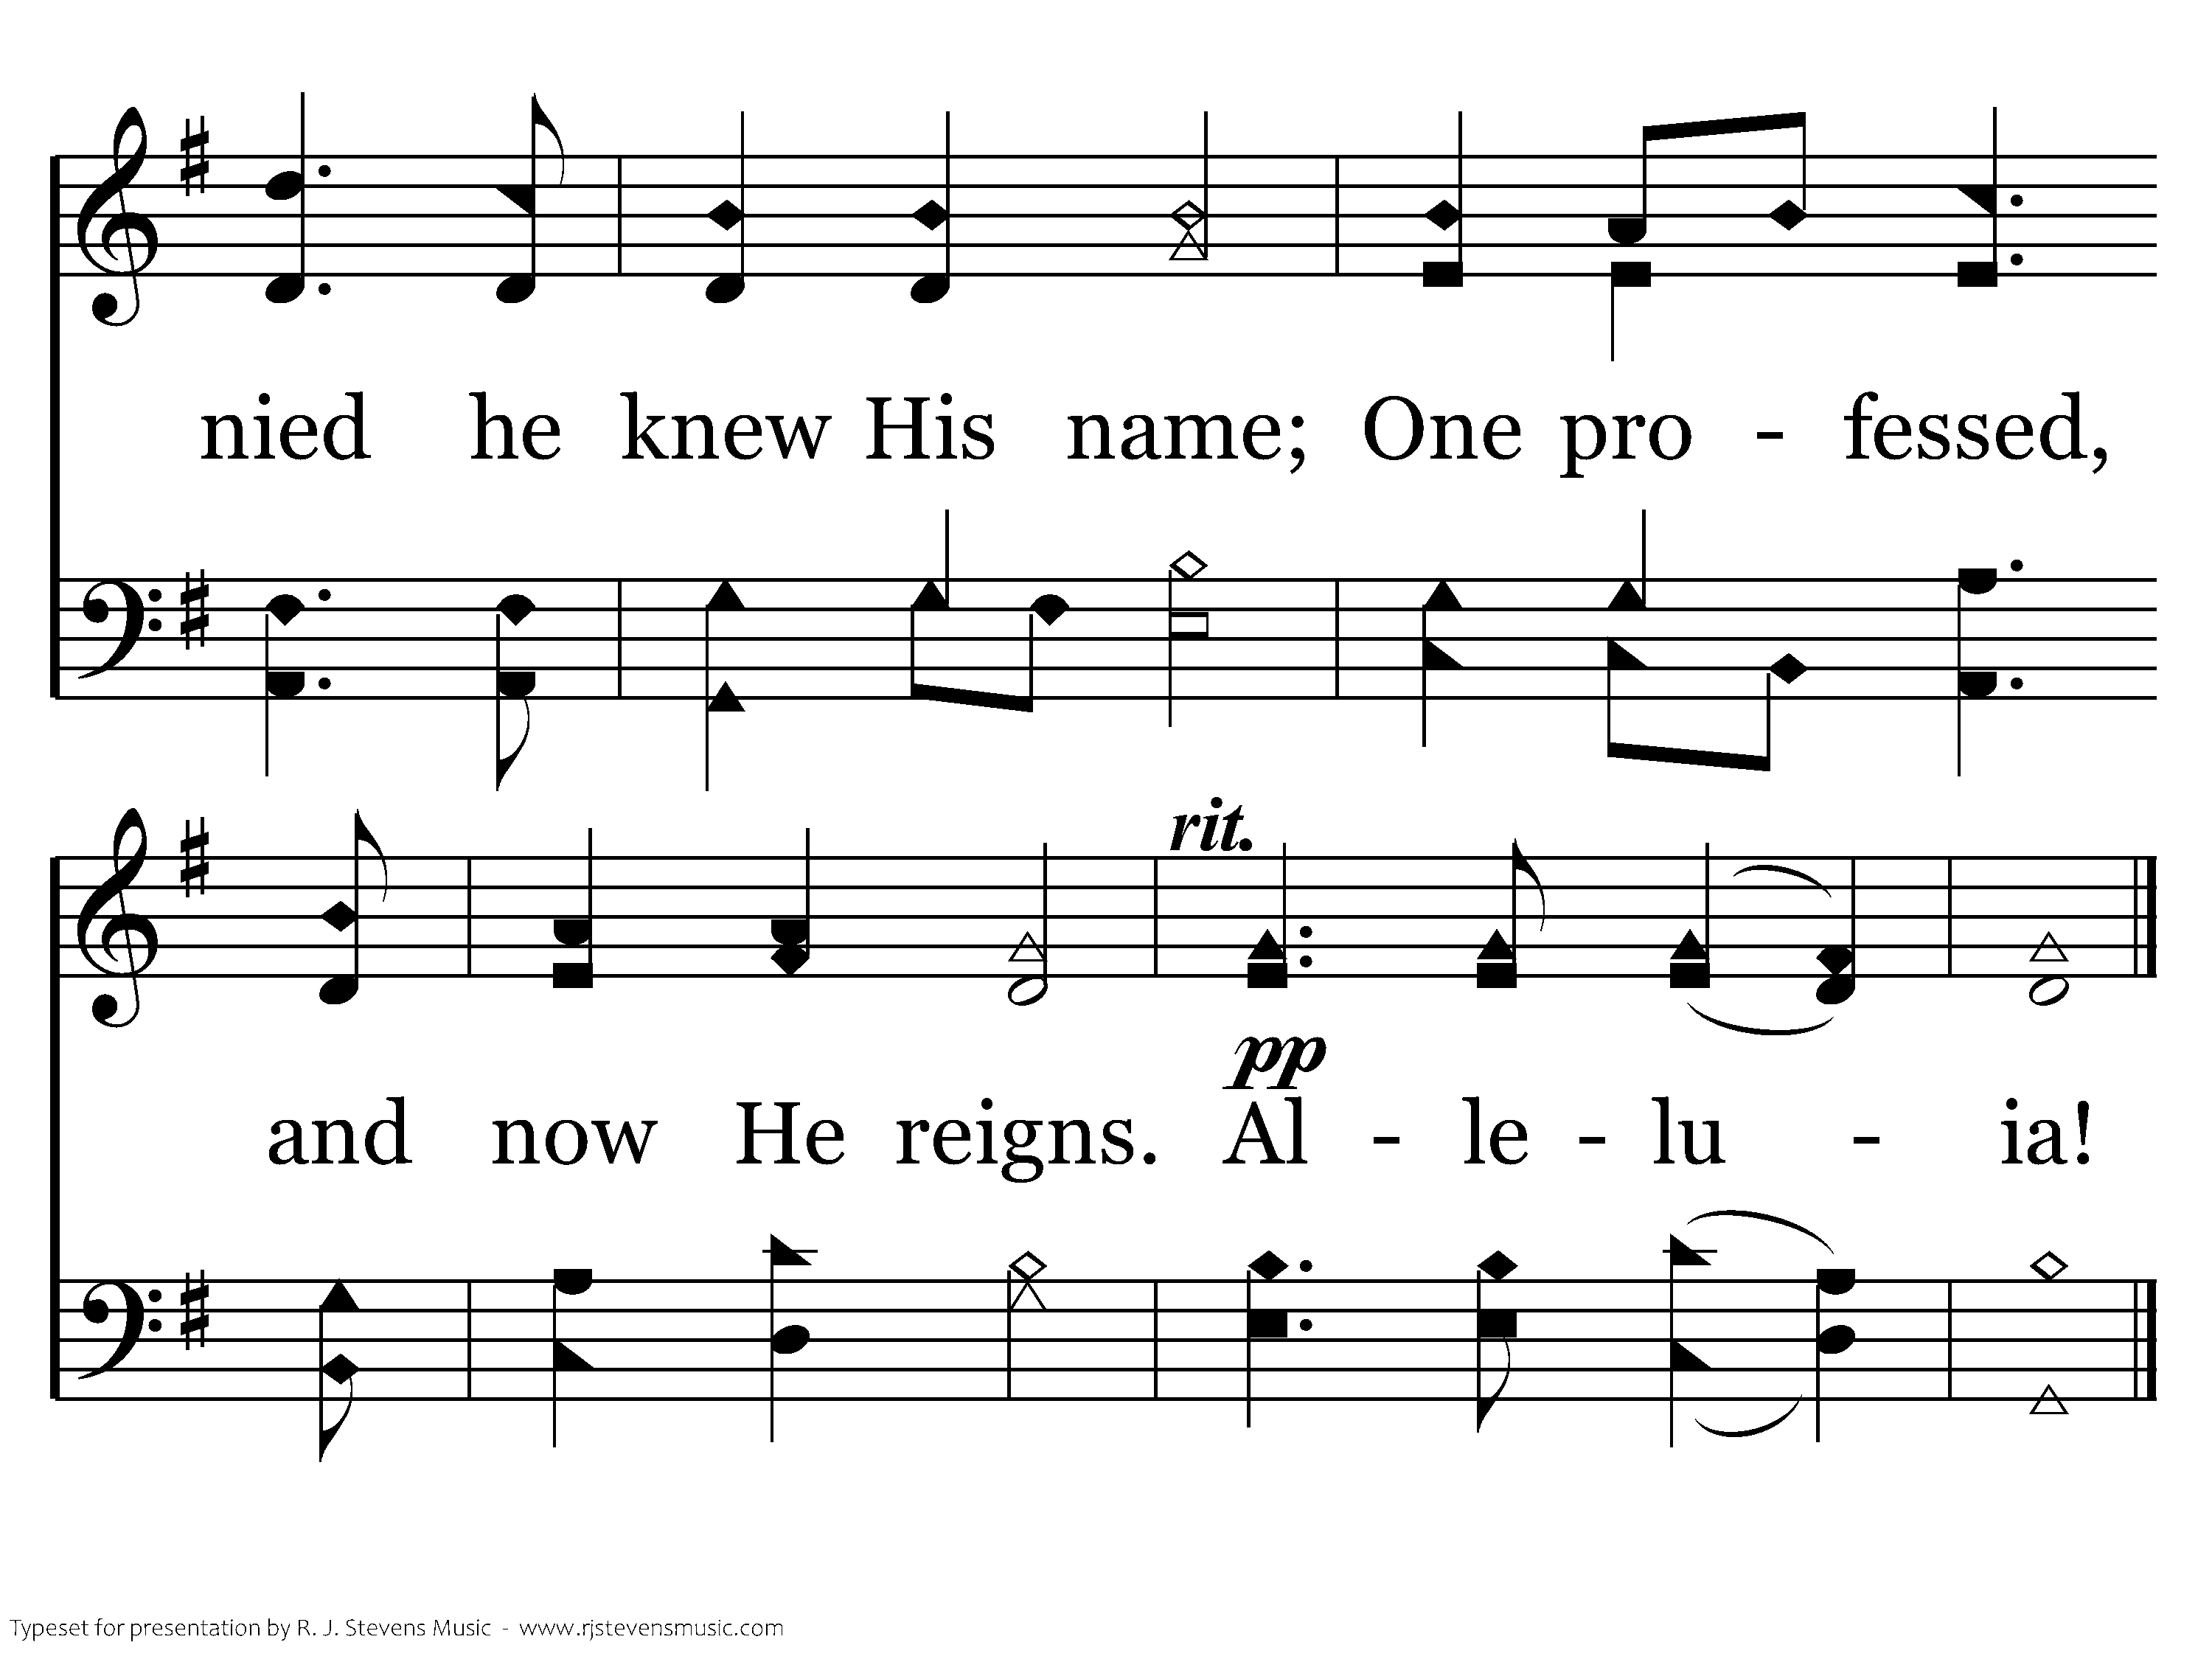 nied he knew His name; One pro - fessed,
rit.
pp
and now He reigns. Al - le - lu - ia!
Typeset for presentation by R. J. Stevens Music - www.rjstevensmusic.com